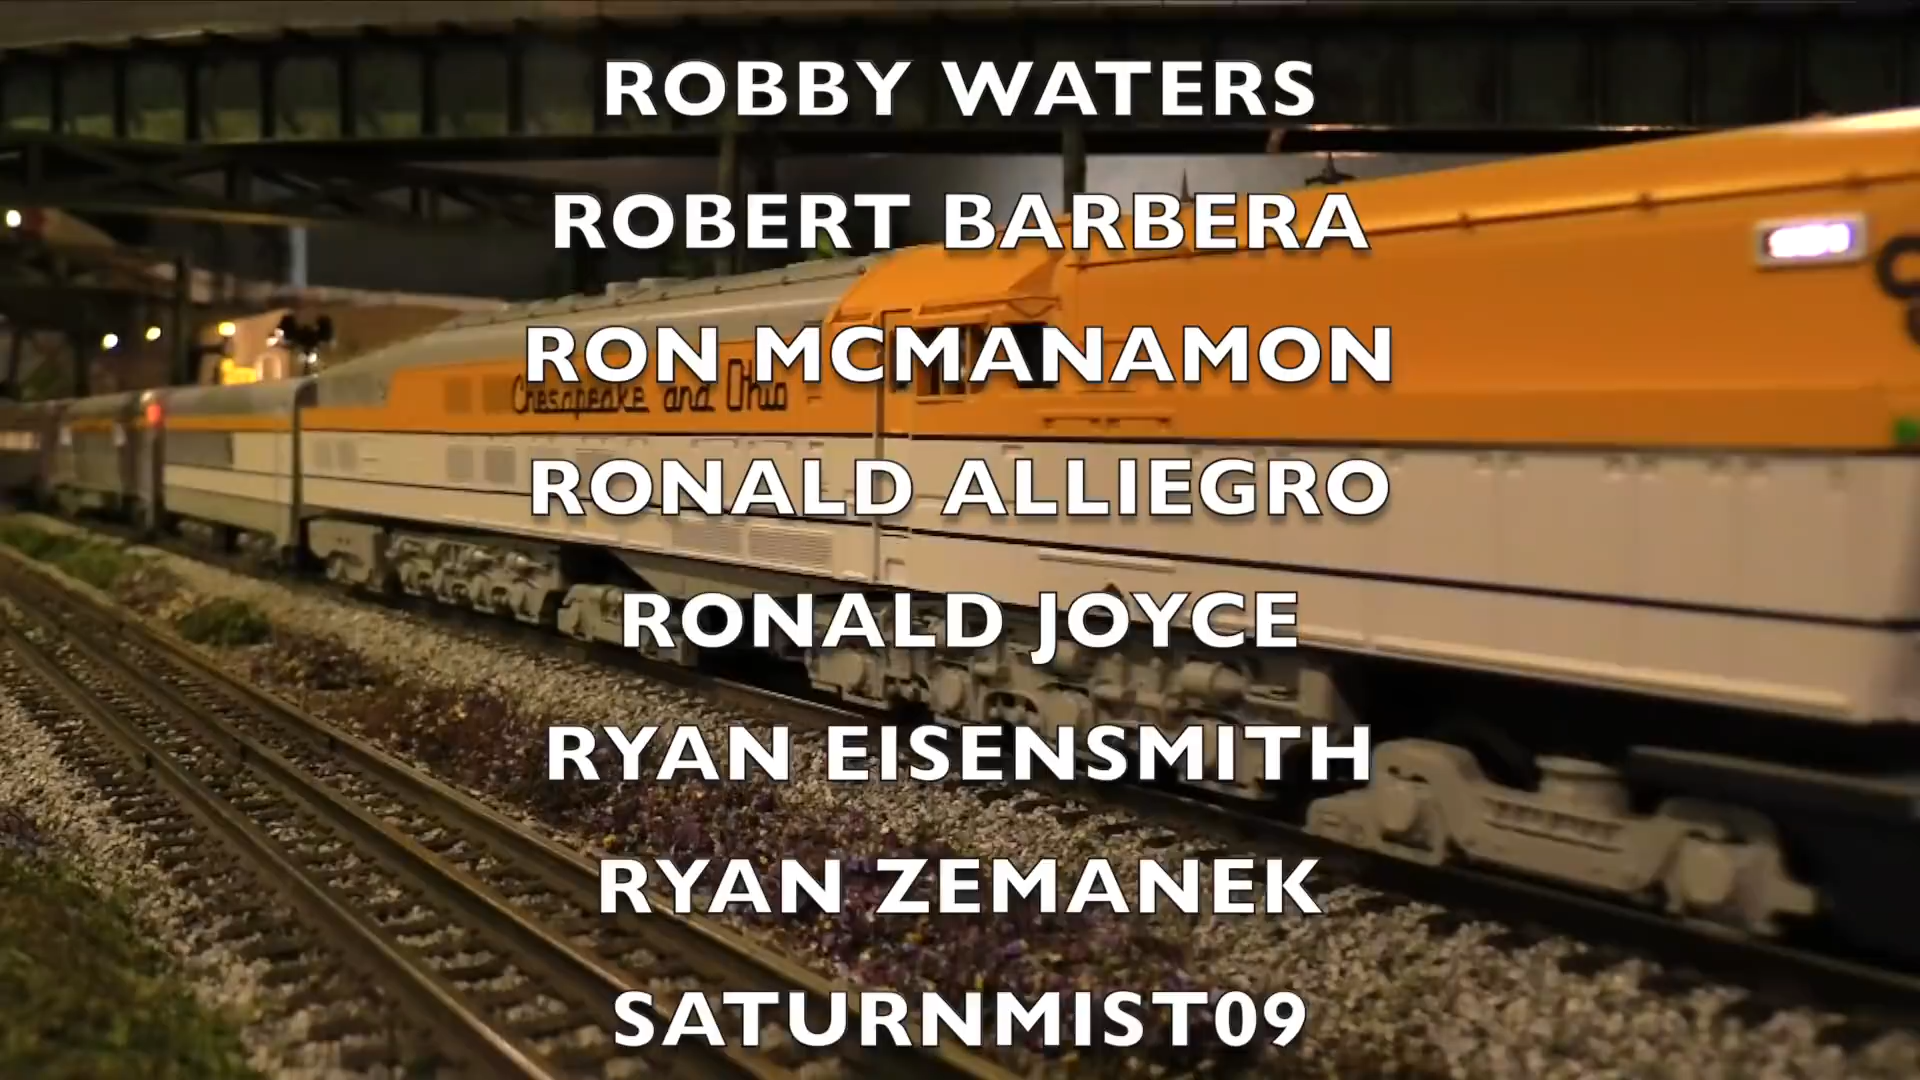 ROBBY WATERS
ROBERT BARBERA
RON MCMANAMON
Chesapeake and Ohio
RONALD ALLIEGRO
RONALD JOYCE
RYAN EISENSMITH
RYAN ZEMANEK
SATURNMIST09